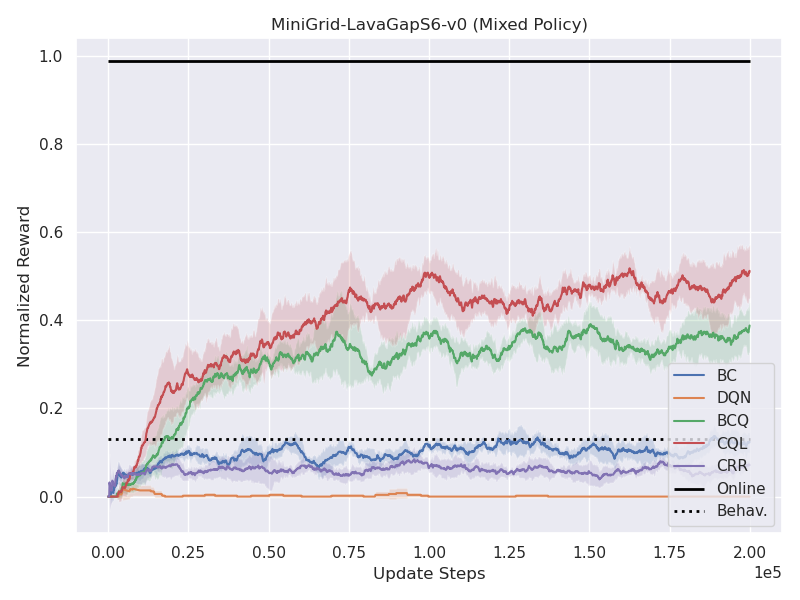 MiniGrid-LavaGapS6-v0 (Mixed Policy)
Normalized Reward
1.0
0.8
0.6
0.4
0.2
0.0
BC
DQN
BCQ
CQL
CRR
Online
Behav.
0.00 0.25 0.50 0.75 1.00 1.25 1.50 1.75 2.00
Update Steps
1e5